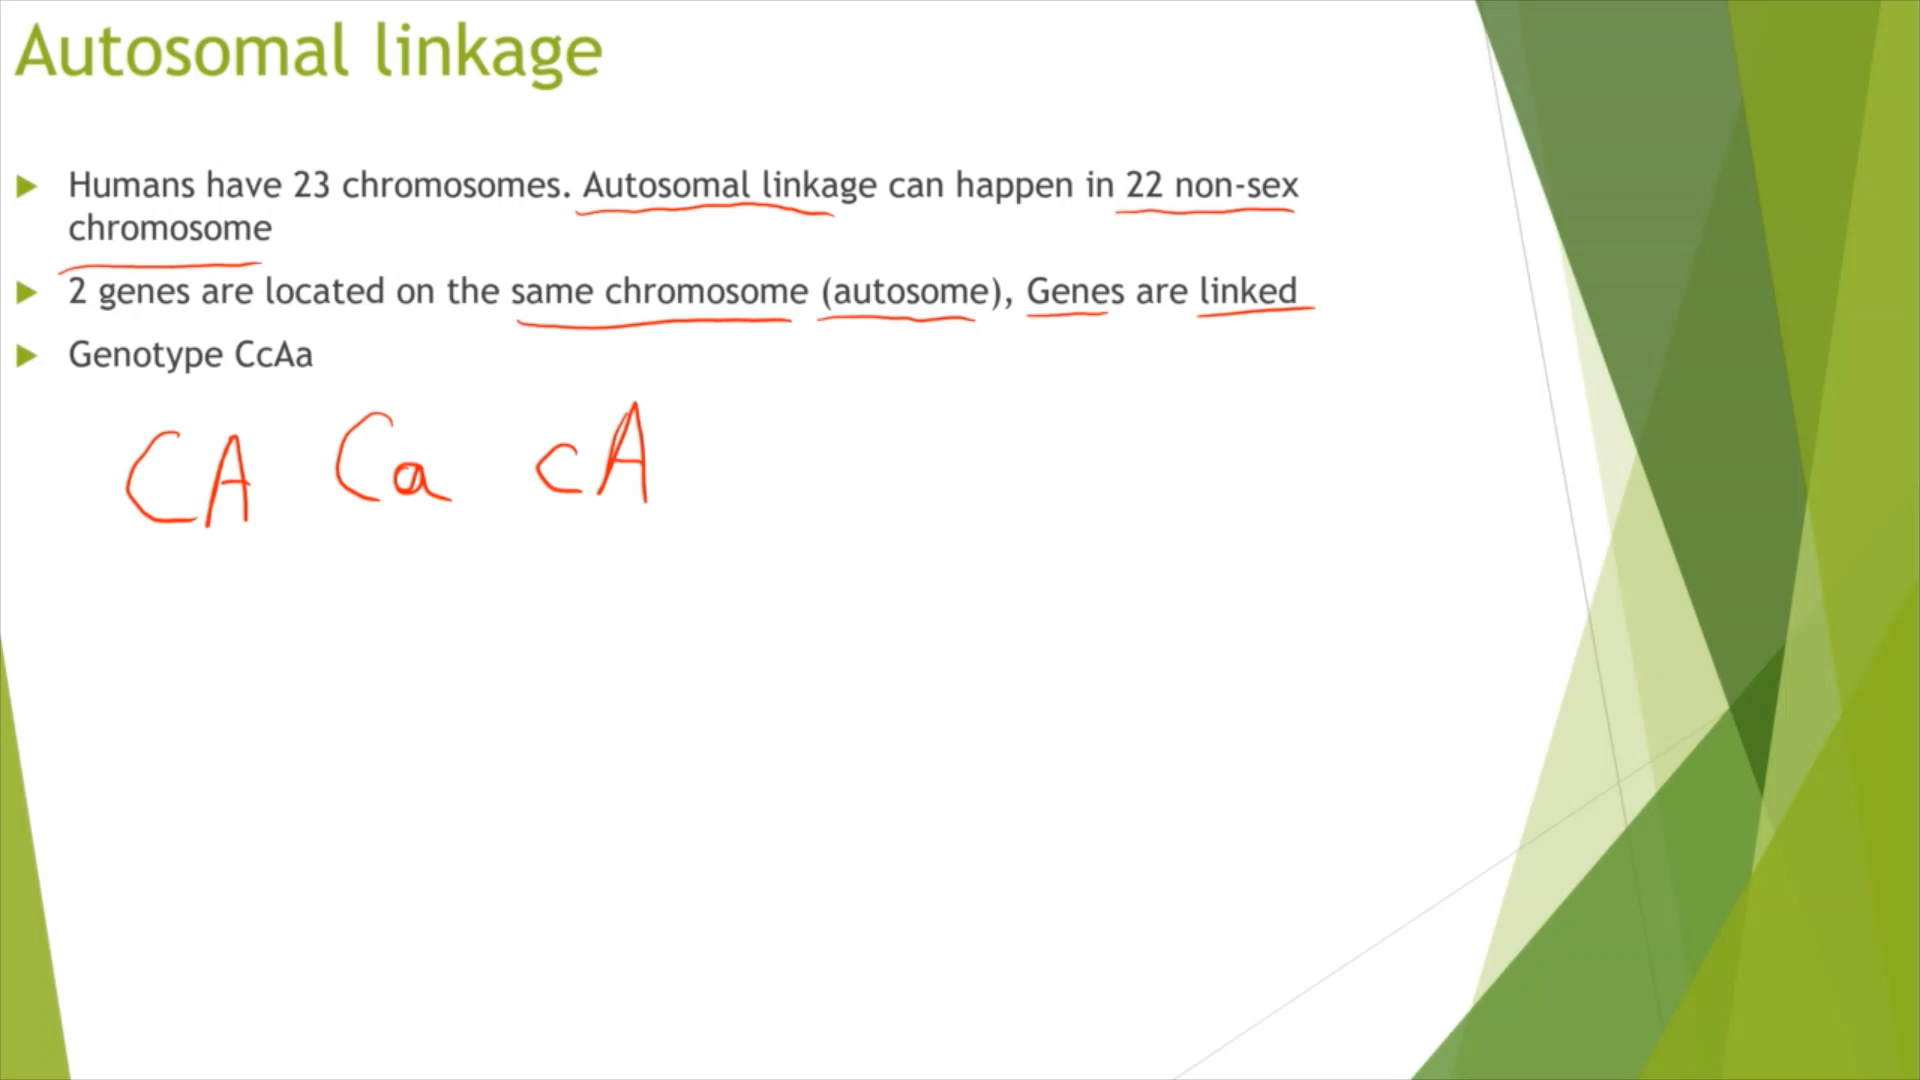 Autosomal linkage
Humans have 23 chromosomes. Autosomal linkage can happen in 22 non-sex
chromosome
2 genes are located on the same chromosome (autosome), Genes are linked
Genotype CcAa
CA Ca cA